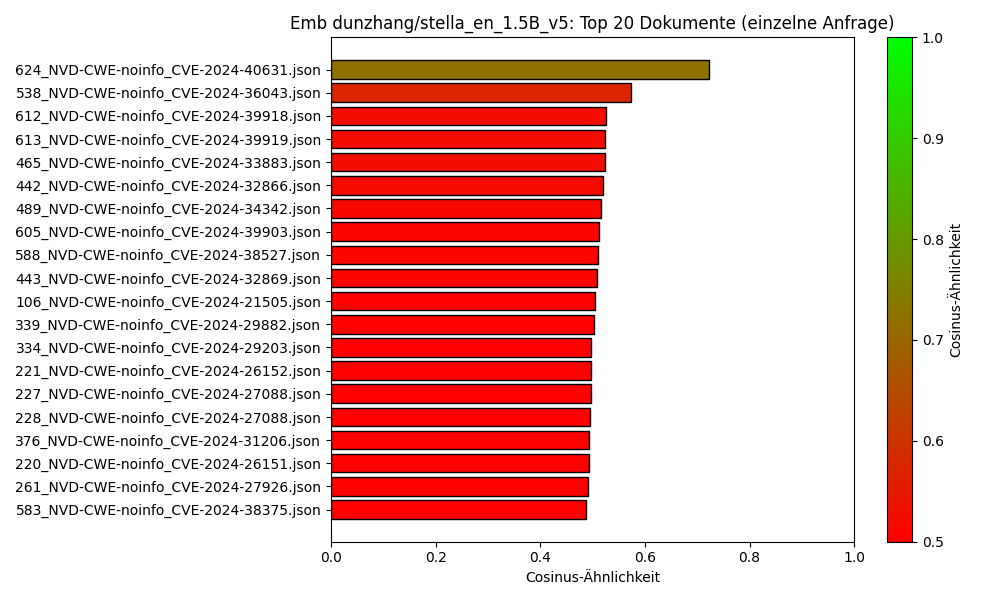 Emb dunzhang/stella_en_1.5B_v5: Top 20 Dokumente (einzelne Anfrage)
624_NVD-CWE-noinfo_CVE-2024-40631.json
538_NVD-CWE-noinfo_CVE-2024-36043.json
612_NVD-CWE-noinfo_CVE-2024-39918.json
613_NVD-CWE-noinfo_CVE-2024-39919.json
465_NVD-CWE-noinfo_CVE-2024-33883.json
442_NVD-CWE-noinfo_CVE-2024-32866.json
489_NVD-CWE-noinfo_CVE-2024-34342.json
605_NVD-CWE-noinfo_CVE-2024-39903.json
588_NVD-CWE-noinfo_CVE-2024-38527.json
443_NVD-CWE-noinfo_CVE-2024-32869.json
106_NVD-CWE-noinfo_CVE-2024-21505.json
339_NVD-CWE-noinfo_CVE-2024-29882.json
334_NVD-CWE-noinfo_CVE-2024-29203.json
221_NVD-CWE-noinfo_CVE-2024-26152.json
227_NVD-CWE-noinfo_CVE-2024-27088.json
228_NVD-CWE-noinfo_CVE-2024-27088.json
376_NVD-CWE-noinfo_CVE-2024-31206.json
220_NVD-CWE-noinfo_CVE-2024-26151.json
261_NVD-CWE-noinfo_CVE-2024-27926.json
583_NVD-CWE-noinfo_CVE-2024-38375.json
0.0 0.2 0.4 0.6 0.8 1.0
Cosinus-Ähnlichkeit
1.0
0.9
0.8
0.7
0.6
0.5
Cosinus-Ähnlichkeit